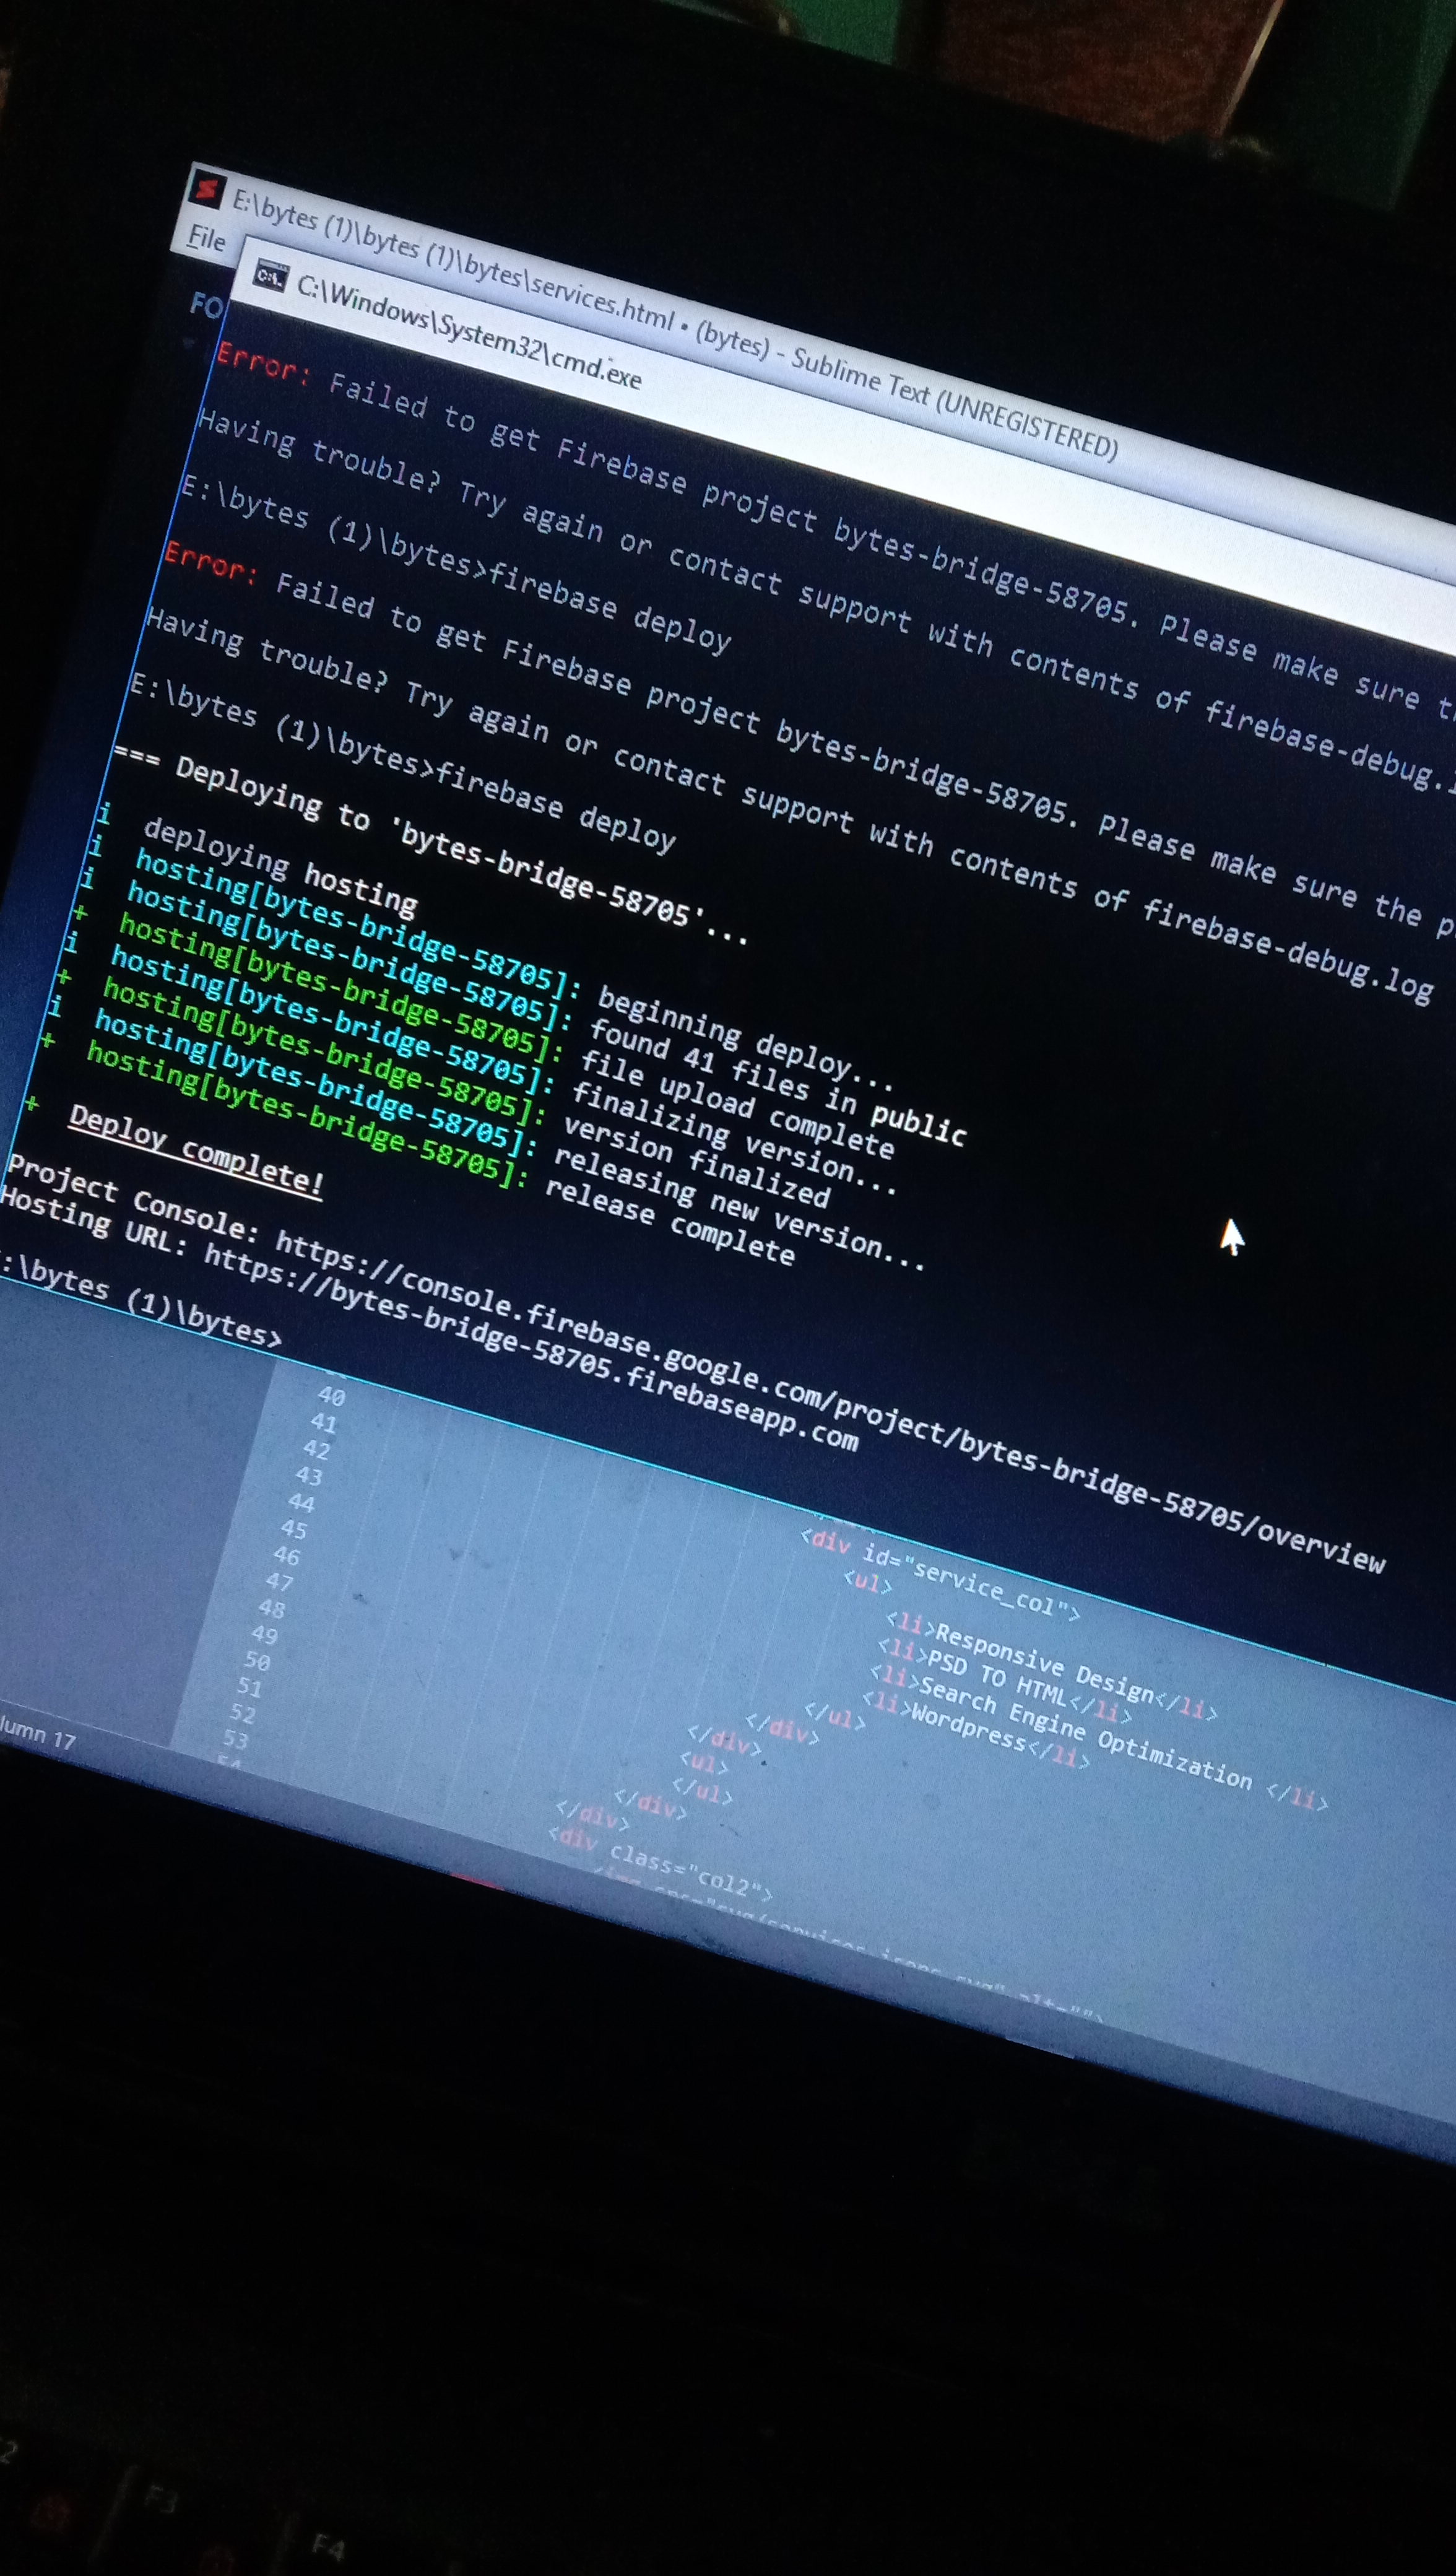 E:\bytes (1)\bytes (1)\bytes\services.html • (bytes) - Sublime Text (UNREGISTERED)
File
C:\Windows\System32\cmd.exe
FO
Error: Failed to get Firebase project bytes-bridge-58705. Please make sure t
Having trouble? Try again or contact support with contents of firebase-debug.l
E:\bytes (1)\bytes>firebase deploy
Error: Failed to get Firebase project bytes-bridge-58705. Please make sure the p
Having trouble? Try again or contact support with contents of firebase-debug.log
E:\bytes (1)\bytes>firebase deploy
=== Deploying to 'bytes-bridge-58705'...
i deploying hosting
i hosting[bytes-bridge-58705]: beginning deploy...
i hosting[bytes-bridge-58705]: found 41 files in public
+ hosting[bytes-bridge-58705]: file upload complete
i hosting[bytes-bridge-58705]: finalizing version...
+ hosting[bytes-bridge-58705]: version finalized
i hosting[bytes-bridge-58705]: releasing new version...
+ hosting[bytes-bridge-58705]: release complete
+ Deploy complete!
Project Console: https://console.firebase.google.com/project/bytes-bridge-58705/overview
Hosting URL: https://bytes-bridge-58705.firebaseapp.com
:\bytes (1)\bytes>
40
41 <div id="service_col">
42 <ul>
43 <li>Responsive Design</li>
44 <li>PSD TO HTML</li>
45 <li>Search Engine Optimization </li>
46 <li>Wordpress</li>
47 </ul>
48 </div>
49 </div>
50 <ul>
51 </ul>
52 </div>
53 </div>
54 <div class="col2">
lumn 17
F3
F4